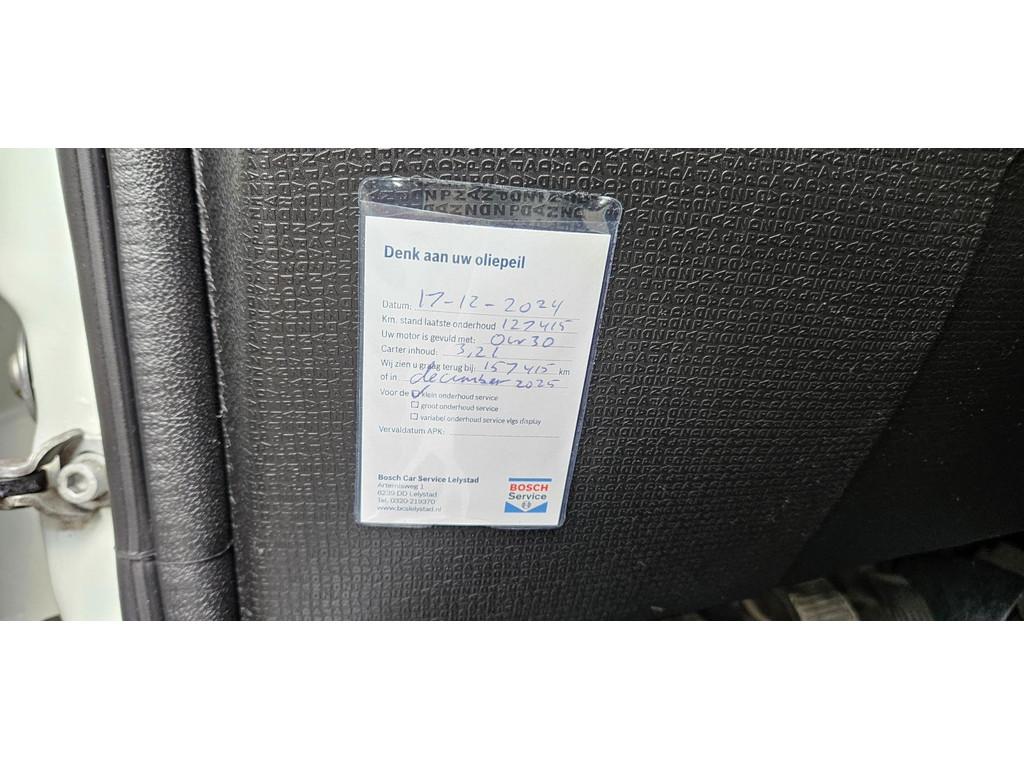 Denk aan uw oliepeil
Datum: 17-12-2024
Km. stand laatste onderhoud 127415
Uw motor is gevuld met: 0w30
Carter inhoud: 3,2l
Wij zien u graag terug bij: 157415 km
of in december 2025
Voor de klein onderhoud service
groot onderhoud service
variabel onderhoud service vlgs display
Vervaldatum APK:
Bosch Car Service Lelystad
Artemisweg 1
8239 DD Lelystad
Tel. 0320-219370
www.bcslelystad.nl
BOSCH
Service